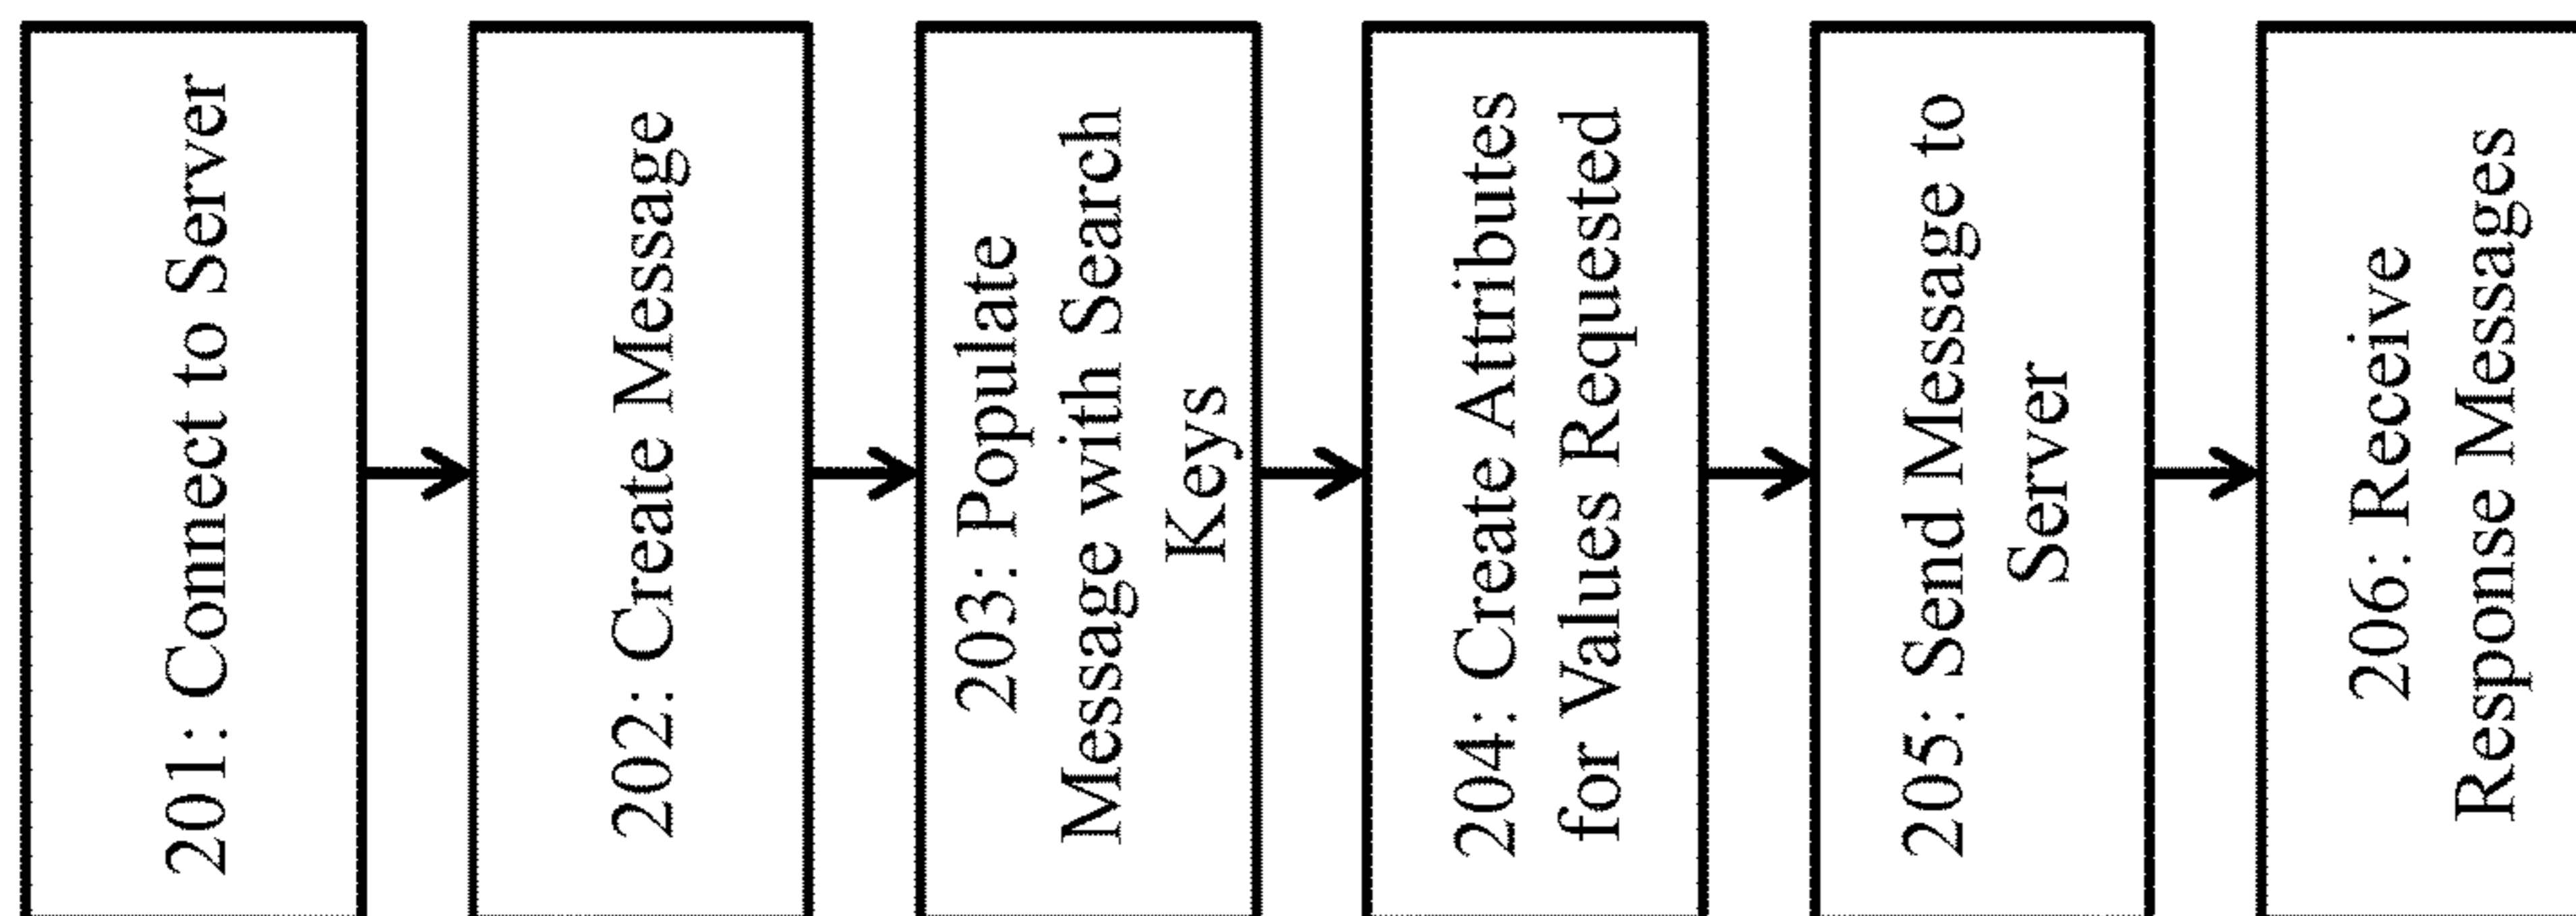 201: Connect to Server
202: Create Message
203: Populate
Message with Search
Keys
204: Create Attributes
for Values Requested
205: Send Message to
Server
206: Receive
Response Messages